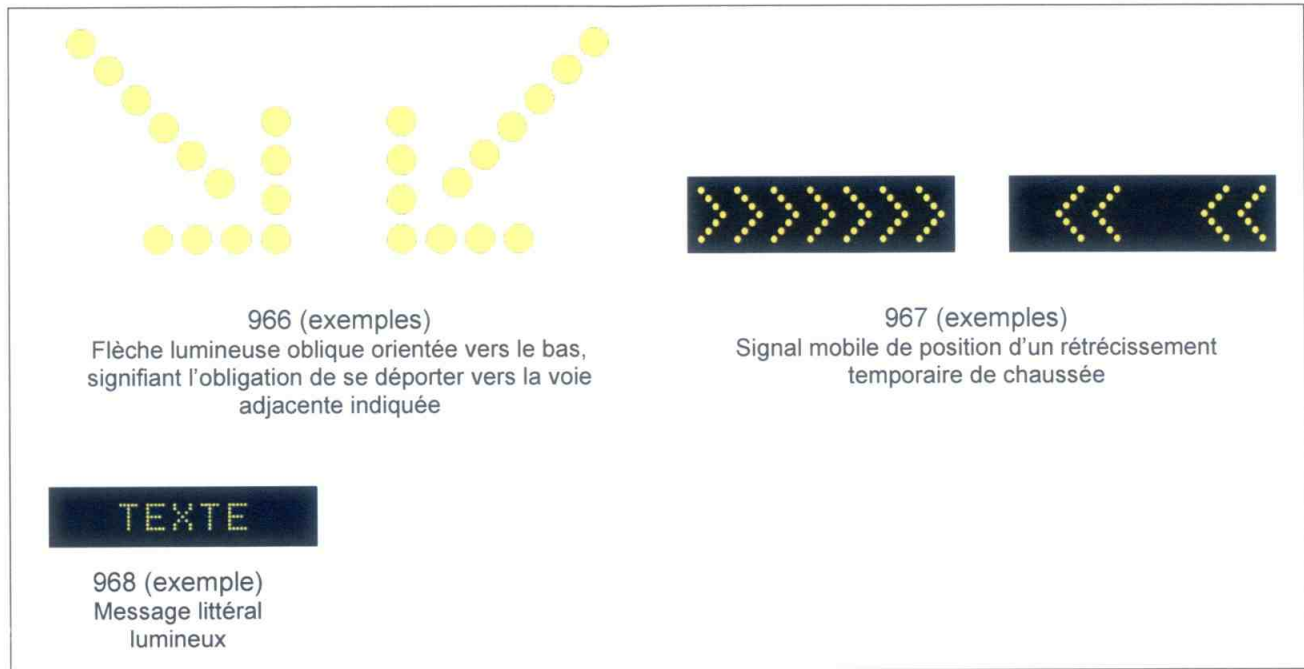 966 (exemples)
Flèche lumineuse oblique orientée vers le bas,
signifiant l'obligation de se déporter vers la voie
adjacente indiquée
967 (exemples)
Signal mobile de position d'un rétrécissement
temporaire de chaussée
TEXTE
968 (exemple)
Message littéral
lumineux